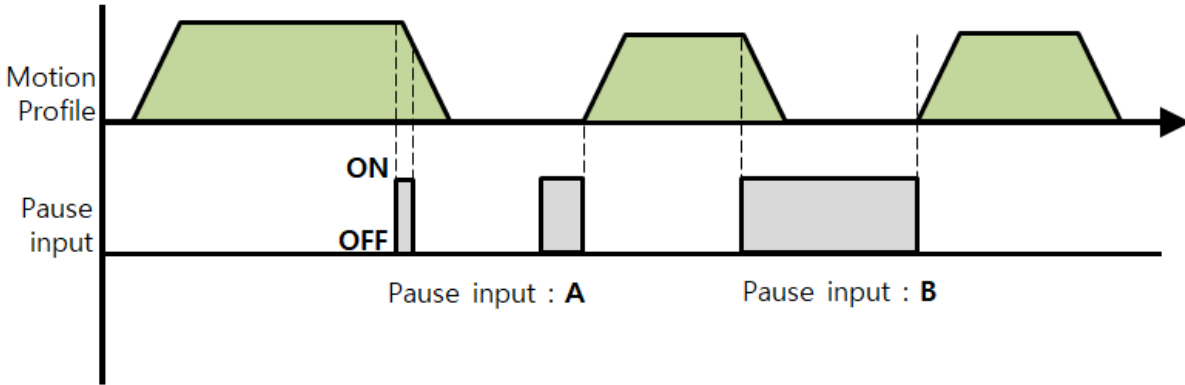 Motion
Profile
ON
Pause
input
OFF
Pause input : A
Pause input : B